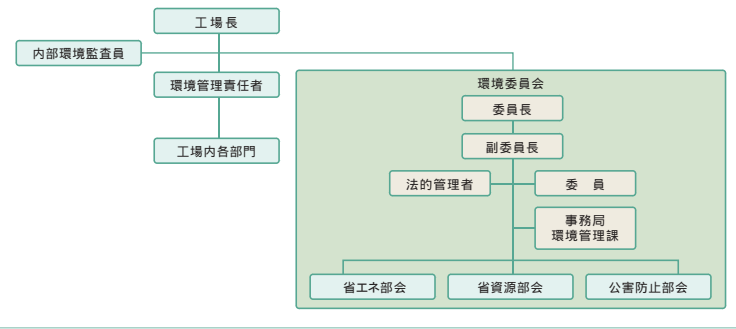 工場長
内部環境監査員
環境管理責任者
工場内各部門
環境委員会
委員長
副委員長
法的管理者
委　員
事務局
環境管理課
省エネ部会
省資源部会
公害防止部会